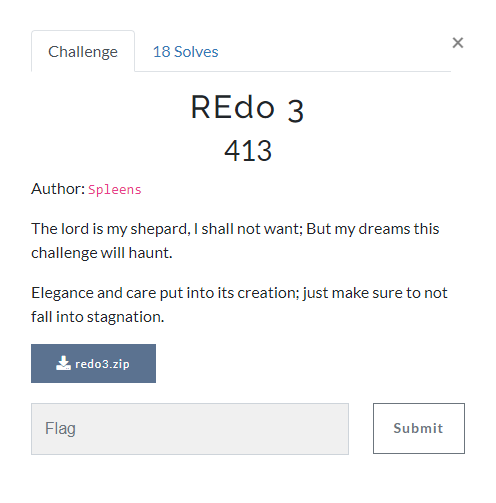 Challenge
18 Solves
×
REdo 3
413
Author: Spleens
The lord is my shepard, I shall not want; But my dreams this
challenge will haunt.
Elegance and care put into its creation; just make sure to not
fall into stagnation.
redo3.zip
Flag
Submit